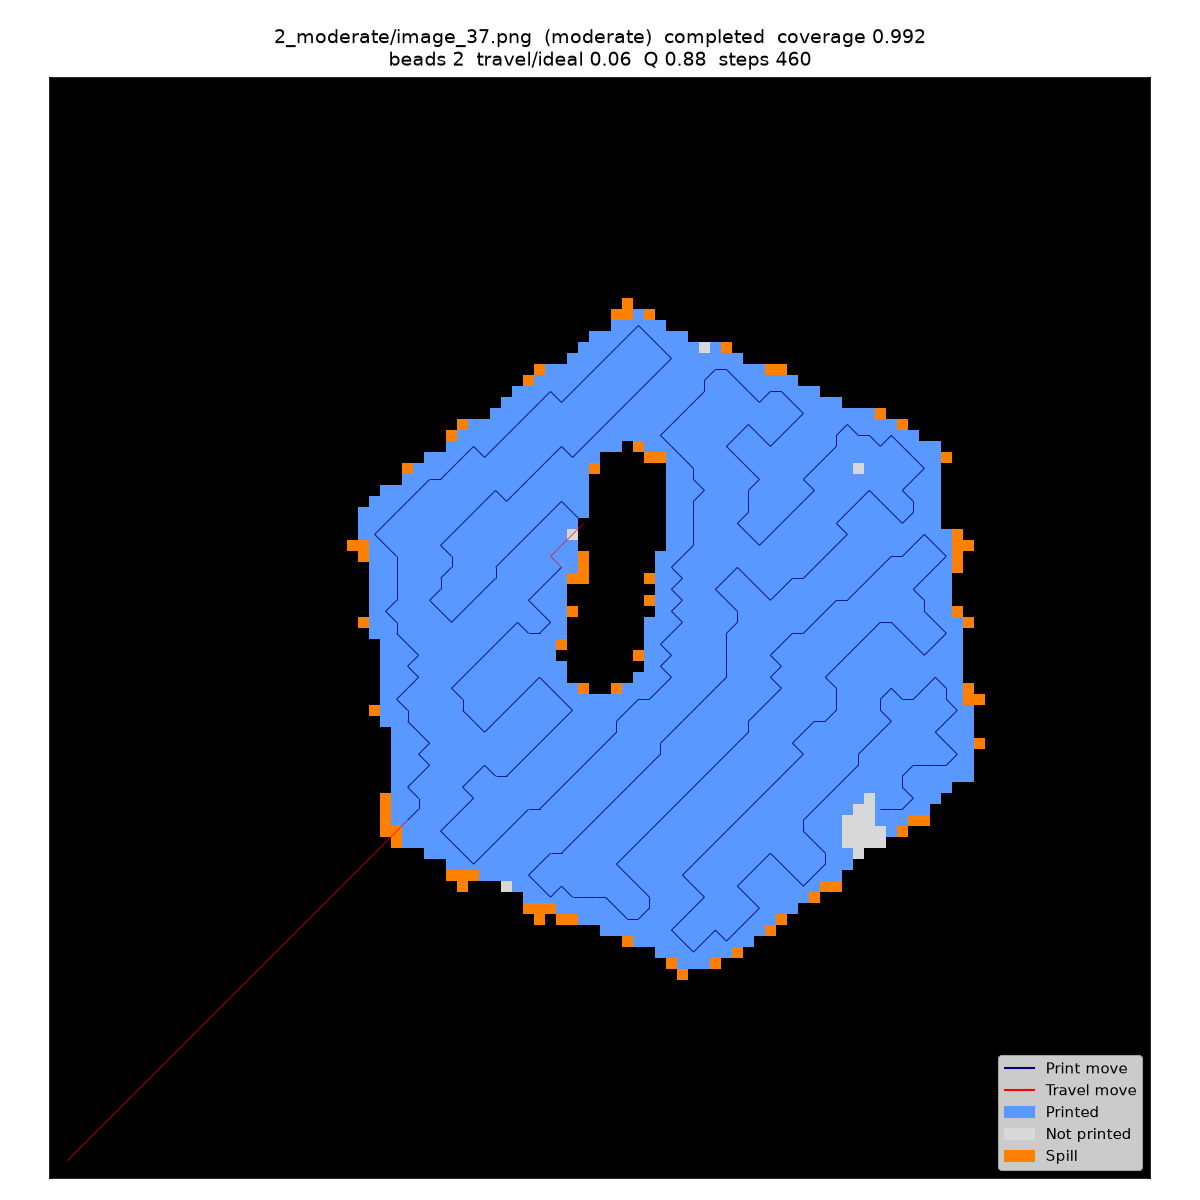 2_moderate/image_37.png  (moderate)  completed  coverage 0.992
beads 2  travel/ideal 0.06  Q 0.88  steps 460
Print move
Travel move
Printed
Not printed
Spill